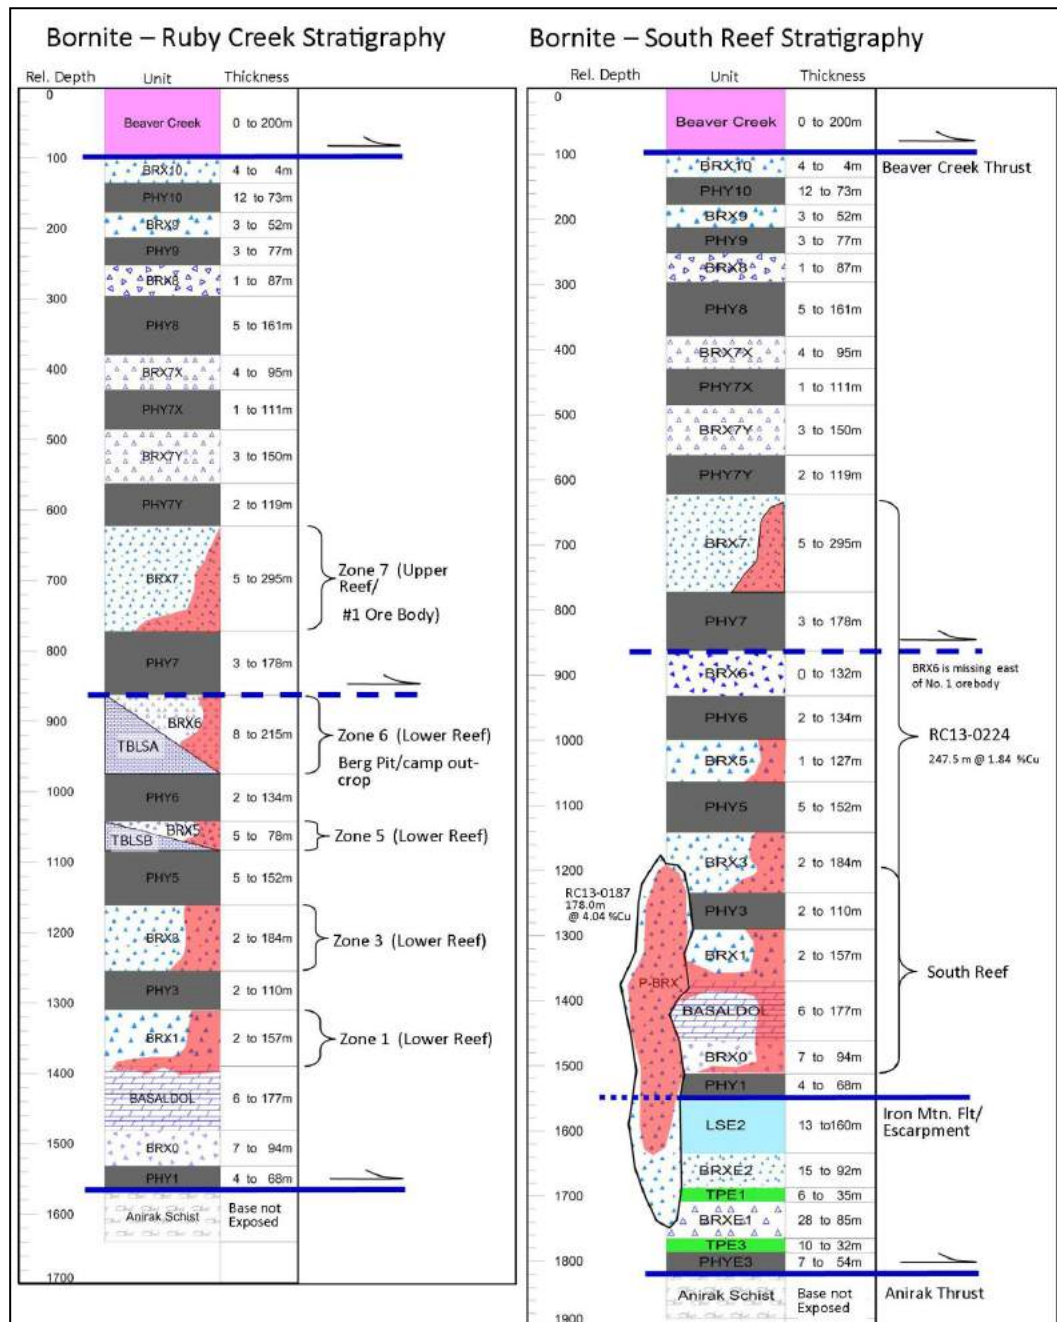 Bornite – Ruby Creek Stratigraphy
Rel. Depth Unit Thickness
0
Beaver Creek 0 to 200m
100
BRX10 4 to 4m
PHY10 12 to 73m
200
BRX9 3 to 52m
PHY9 3 to 77m
BRX8 1 to 87m
300
PHY8 5 to 161m
400
BRX7X 4 to 95m
PHY7X 1 to 111m
500
BRX7Y 3 to 150m
PHY7Y 2 to 119m
600
BRX7 5 to 295m
Zone 7 (Upper
Reef/
#1 Ore Body)
700
800
PHY7 3 to 178m
900
BRX6
TBLSA
8 to 215m
Zone 6 (Lower Reef)
Berg Pit/camp out-
crop
1000
PHY6 2 to 134m
BRX5
TBLSB
5 to 78m
Zone 5 (Lower Reef)
1100
PHY5 5 to 152m
1200
BRX3 2 to 184m
Zone 3 (Lower Reef)
PHY3 2 to 110m
1300
BRX1 2 to 157m
Zone 1 (Lower Reef)
1400
BASALDOL 6 to 177m
1500
BRX0 7 to 94m
PHY1 4 to 68m
1600
Anirak Schist
Base not
Exposed
1700
Bornite – South Reef Stratigraphy
Rel. Depth Unit Thickness
0
Beaver Creek 0 to 200m
100
Beaver Creek Thrust
BRX10 4 to 4m
PHY10 12 to 73m
200
BRX9 3 to 52m
PHY9 3 to 77m
BRX8 1 to 87m
300
PHY8 5 to 161m
400
BRX7X 4 to 95m
PHY7X 1 to 111m
500
BRX7Y 3 to 150m
PHY7Y 2 to 119m
600
BRX7 5 to 295m
700
800
PHY7 3 to 178m
900
BRX6 0 to 132m
BRX6 is missing east
of No. 1 orebody
PHY6 2 to 134m
RC13-0224
247.5 m @ 1.84 %Cu
1000
BRX5 1 to 127m
1100
PHY5 5 to 152m
1200
BRX3 2 to 184m
RC13-0187
178.0m
@ 4.04 %Cu
PHY3 2 to 110m
1300
BRX1 2 to 157m
South Reef
P-BRX
1400
BASALDOL 6 to 177m
1500
BRX0 7 to 94m
PHY1 4 to 68m
Iron Mtn. Flt/
Escarpment
1600
LSE2 13 to160m
BRXE2 15 to 92m
1700
TPE1 6 to 35m
BRXE1 28 to 85m
TPE3 10 to 32m
1800
PHYE3 7 to 54m
Anirak Thrust
Anirak Schist
Base not
Exposed
1900